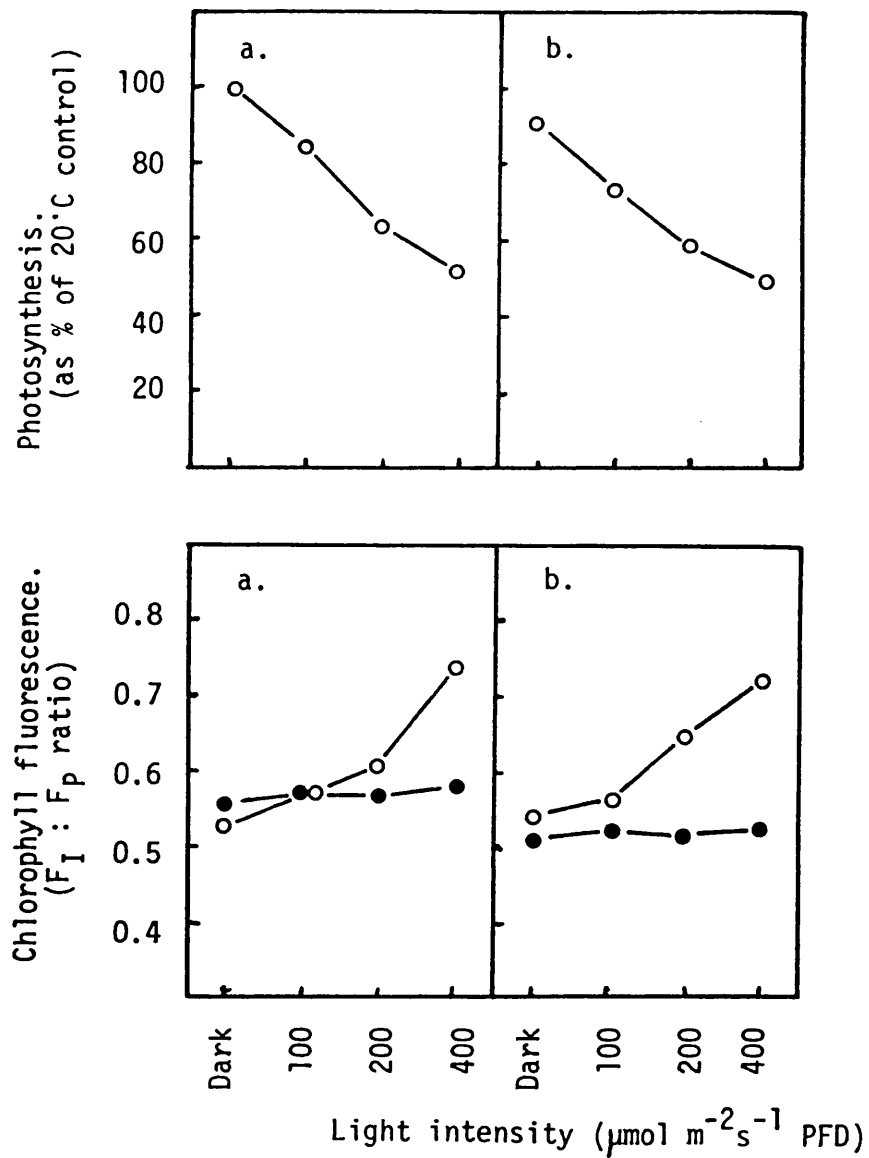 Photosynthesis.
(as % of 20°C control)
100
80
60
40
20
a.
b.
Chlorophyll fluorescence.
(F_I : F_P ratio)
0.8
0.7
0.6
0.5
0.4
a.
b.
Dark 100 200 400 Dark 100 200 400
Light intensity (µmol m⁻²s⁻¹ PFD)